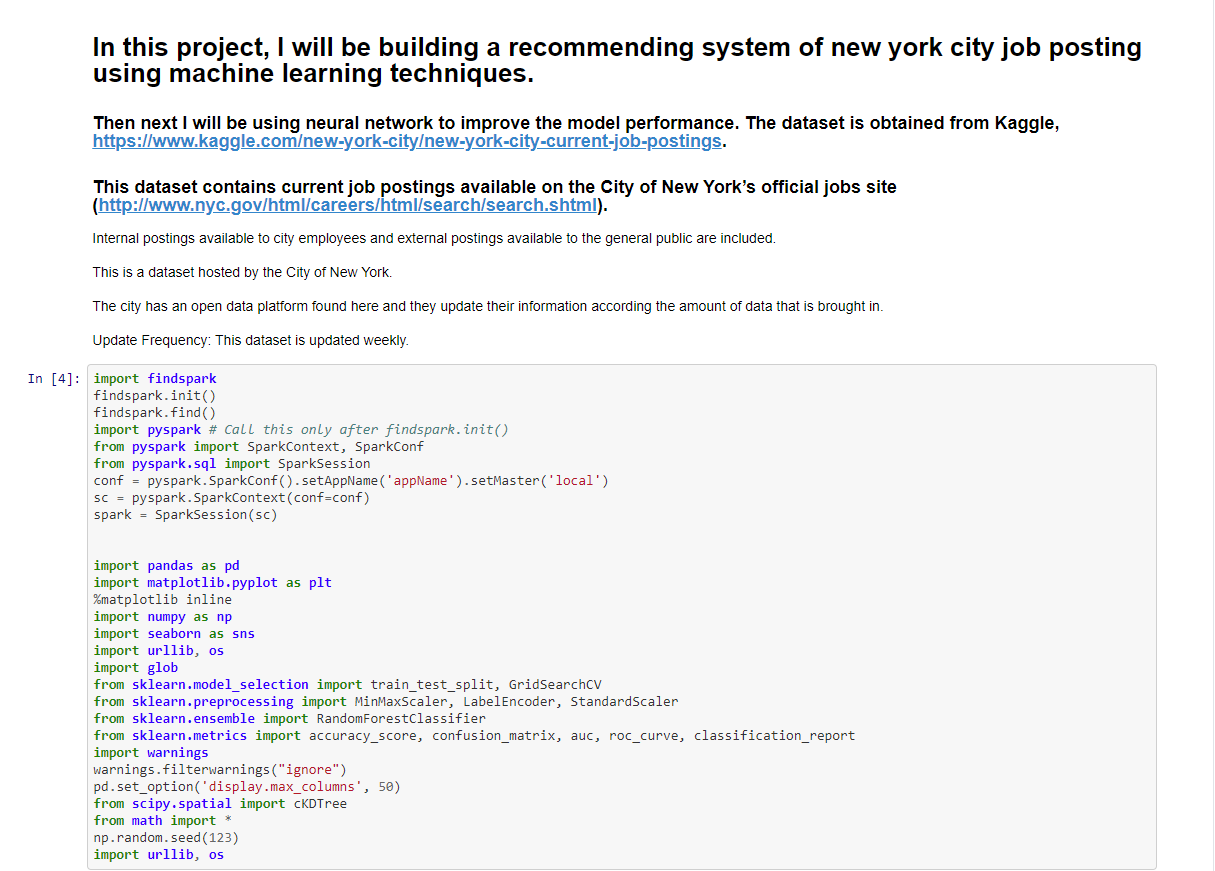 In this project, I will be building a recommending system of new york city job posting
using machine learning techniques.
Then next I will be using neural network to improve the model performance. The dataset is obtained from Kaggle,
https://www.kaggle.com/new-york-city/new-york-city-current-job-postings.
This dataset contains current job postings available on the City of New York’s official jobs site
(http://www.nyc.gov/html/careers/html/search/search.shtml).
Internal postings available to city employees and external postings available to the general public are included.
This is a dataset hosted by the City of New York.
The city has an open data platform found here and they update their information according the amount of data that is brought in.
Update Frequency: This dataset is updated weekly.
In [4]: import findspark
findspark.init()
findspark.find()
import pyspark # Call this only after findspark.init()
from pyspark import SparkContext, SparkConf
from pyspark.sql import SparkSession
conf = pyspark.SparkConf().setAppName('appName').setMaster('local')
sc = pyspark.SparkContext(conf=conf)
spark = SparkSession(sc)
import pandas as pd
import matplotlib.pyplot as plt
%matplotlib inline
import numpy as np
import seaborn as sns
import urllib, os
import glob
from sklearn.model_selection import train_test_split, GridSearchCV
from sklearn.preprocessing import MinMaxScaler, LabelEncoder, StandardScaler
from sklearn.ensemble import RandomForestClassifier
from sklearn.metrics import accuracy_score, confusion_matrix, auc, roc_curve, classification_report
import warnings
warnings.filterwarnings("ignore")
pd.set_option('display.max_columns', 50)
from scipy.spatial import cKDTree
from math import *
np.random.seed(123)
import urllib, os